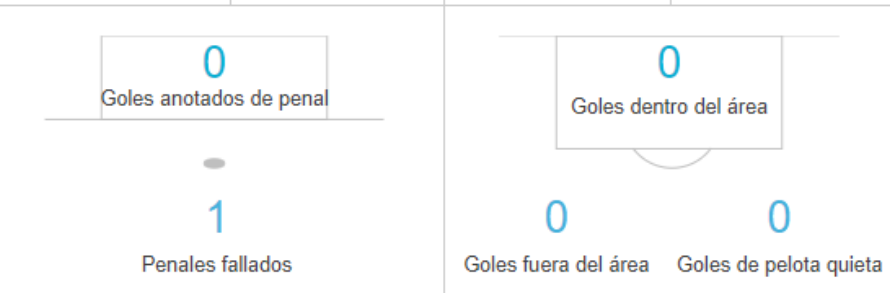 0
Goles anotados de penal
1
Penales fallados
0
Goles dentro del área
0
Goles fuera del área
0
Goles de pelota quieta